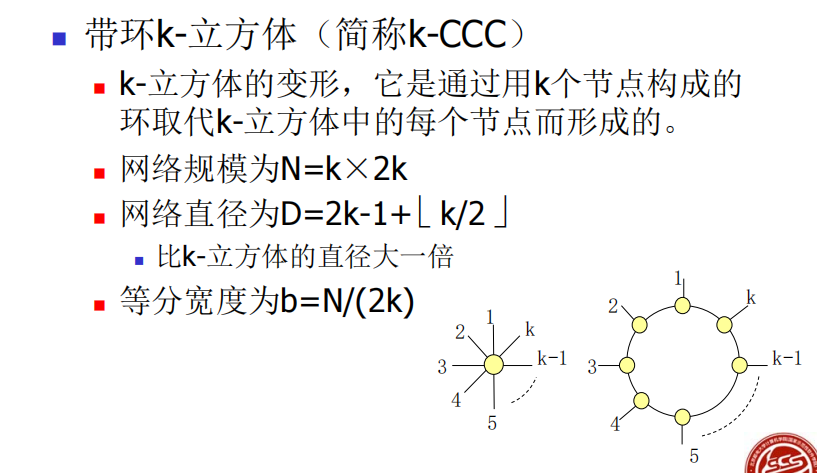 带环k-立方体（简称k-CCC）
k-立方体的变形，它是通过用k个节点构成的
环取代k-立方体中的每个节点而形成的。
网络规模为N=k×2k
网络直径为D=2k-1+⌊ k/2 ⌋
比k-立方体的直径大一倍
等分宽度为b=N/(2k)
1
2
k
3
k-1
4
5
1
2
k
3
k-1
4
5